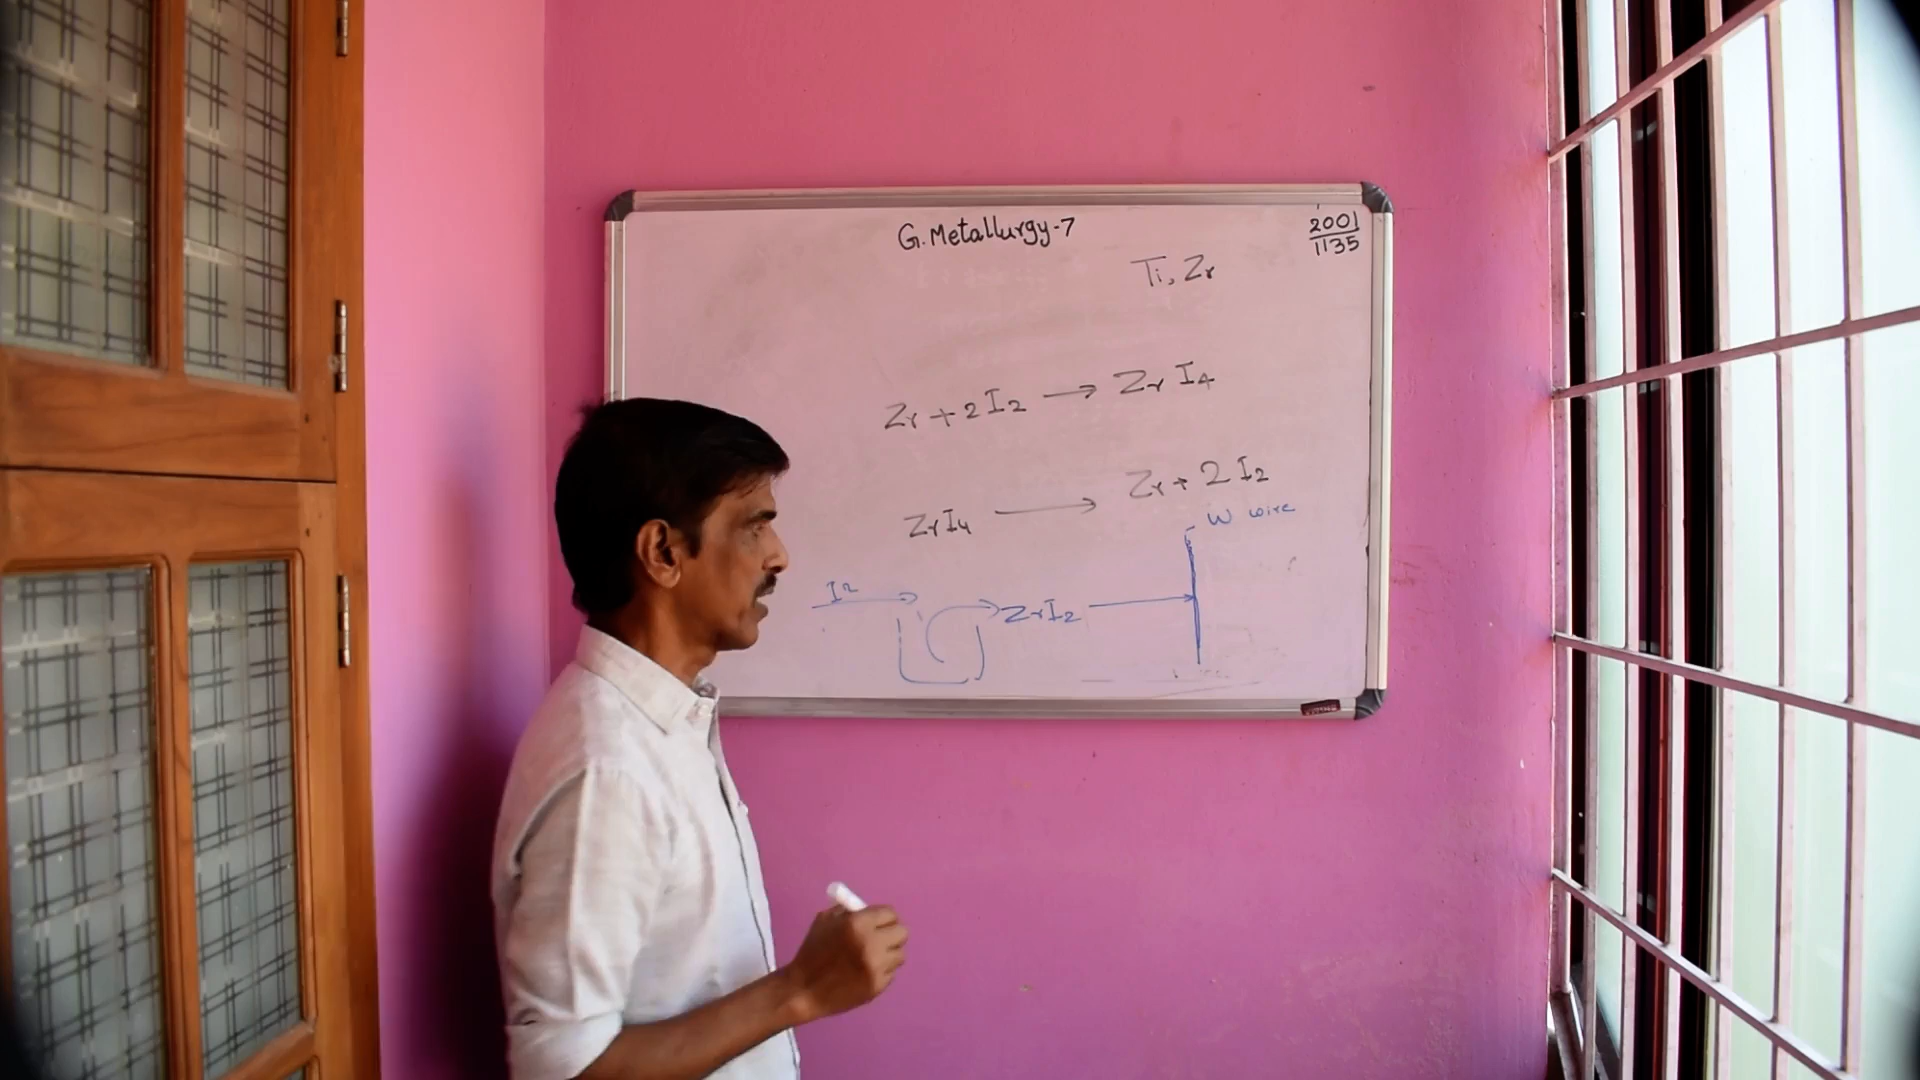 G. Metallurgy-7
2001
1135
Ti, Zr
Zr + 2I2 → ZrI4
ZrI4 → Zr + 2I2
W wire
I2 → ZrI2 →